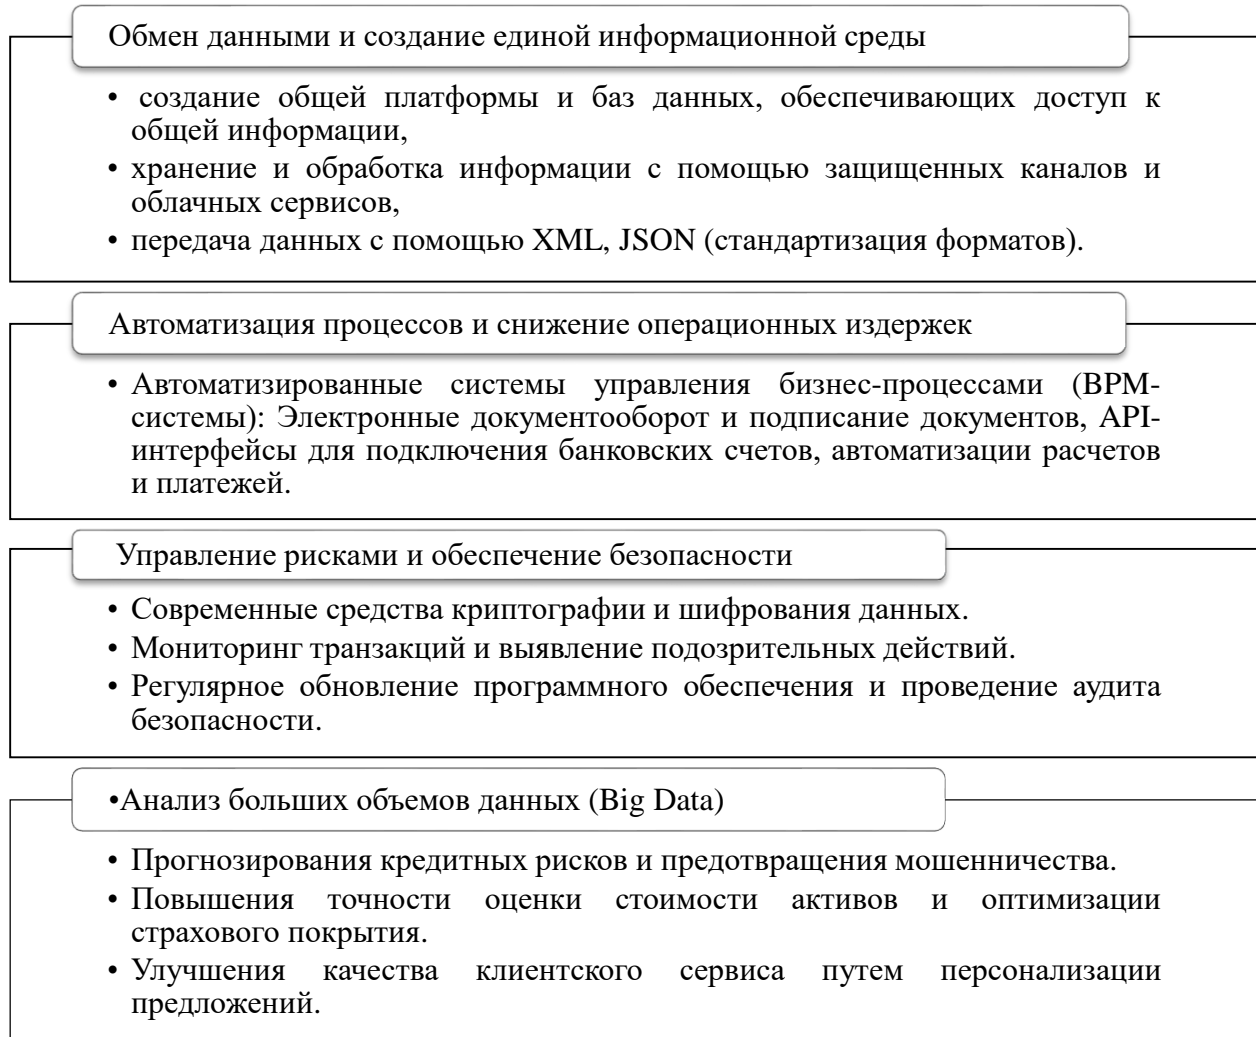 Обмен данными и создание единой информационной среды
• создание общей платформы и баз данных, обеспечивающих доступ к
общей информации,
• хранение и обработка информации с помощью защищенных каналов и
облачных сервисов,
• передача данных с помощью XML, JSON (стандартизация форматов).
Автоматизация процессов и снижение операционных издержек
• Автоматизированные системы управления бизнес-процессами (BPM-
системы): Электронные документооборот и подписание документов, API-
интерфейсы для подключения банковских счетов, автоматизации расчетов
и платежей.
Управление рисками и обеспечение безопасности
• Современные средства криптографии и шифрования данных.
• Мониторинг транзакций и выявление подозрительных действий.
• Регулярное обновление программного обеспечения и проведение аудита
безопасности.
•Анализ больших объемов данных (Big Data)
• Прогнозирования кредитных рисков и предотвращения мошенничества.
• Повышения точности оценки стоимости активов и оптимизации
страхового покрытия.
• Улучшения качества клиентского сервиса путем персонализации
предложений.